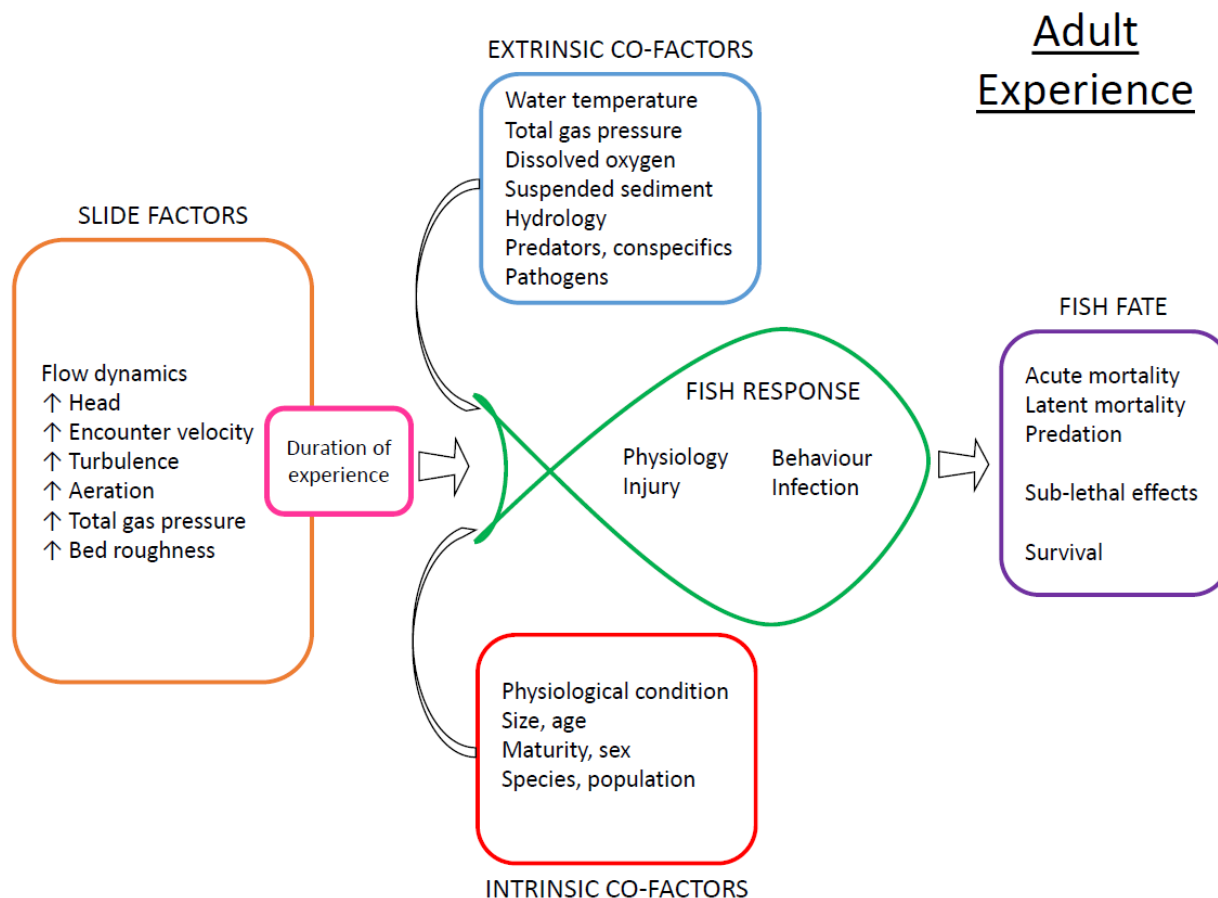 Adult
Experience
EXTRINSIC CO-FACTORS
Water temperature
Total gas pressure
Dissolved oxygen
Suspended sediment
Hydrology
Predators, conspecifics
Pathogens
SLIDE FACTORS
Flow dynamics
↑ Head
↑ Encounter velocity
↑ Turbulence
↑ Aeration
↑ Total gas pressure
↑ Bed roughness
Duration of
experience
FISH RESPONSE
Physiology
Injury
Behaviour
Infection
FISH FATE
Acute mortality
Latent mortality
Predation
Sub-lethal effects
Survival
Physiological condition
Size, age
Maturity, sex
Species, population
INTRINSIC CO-FACTORS